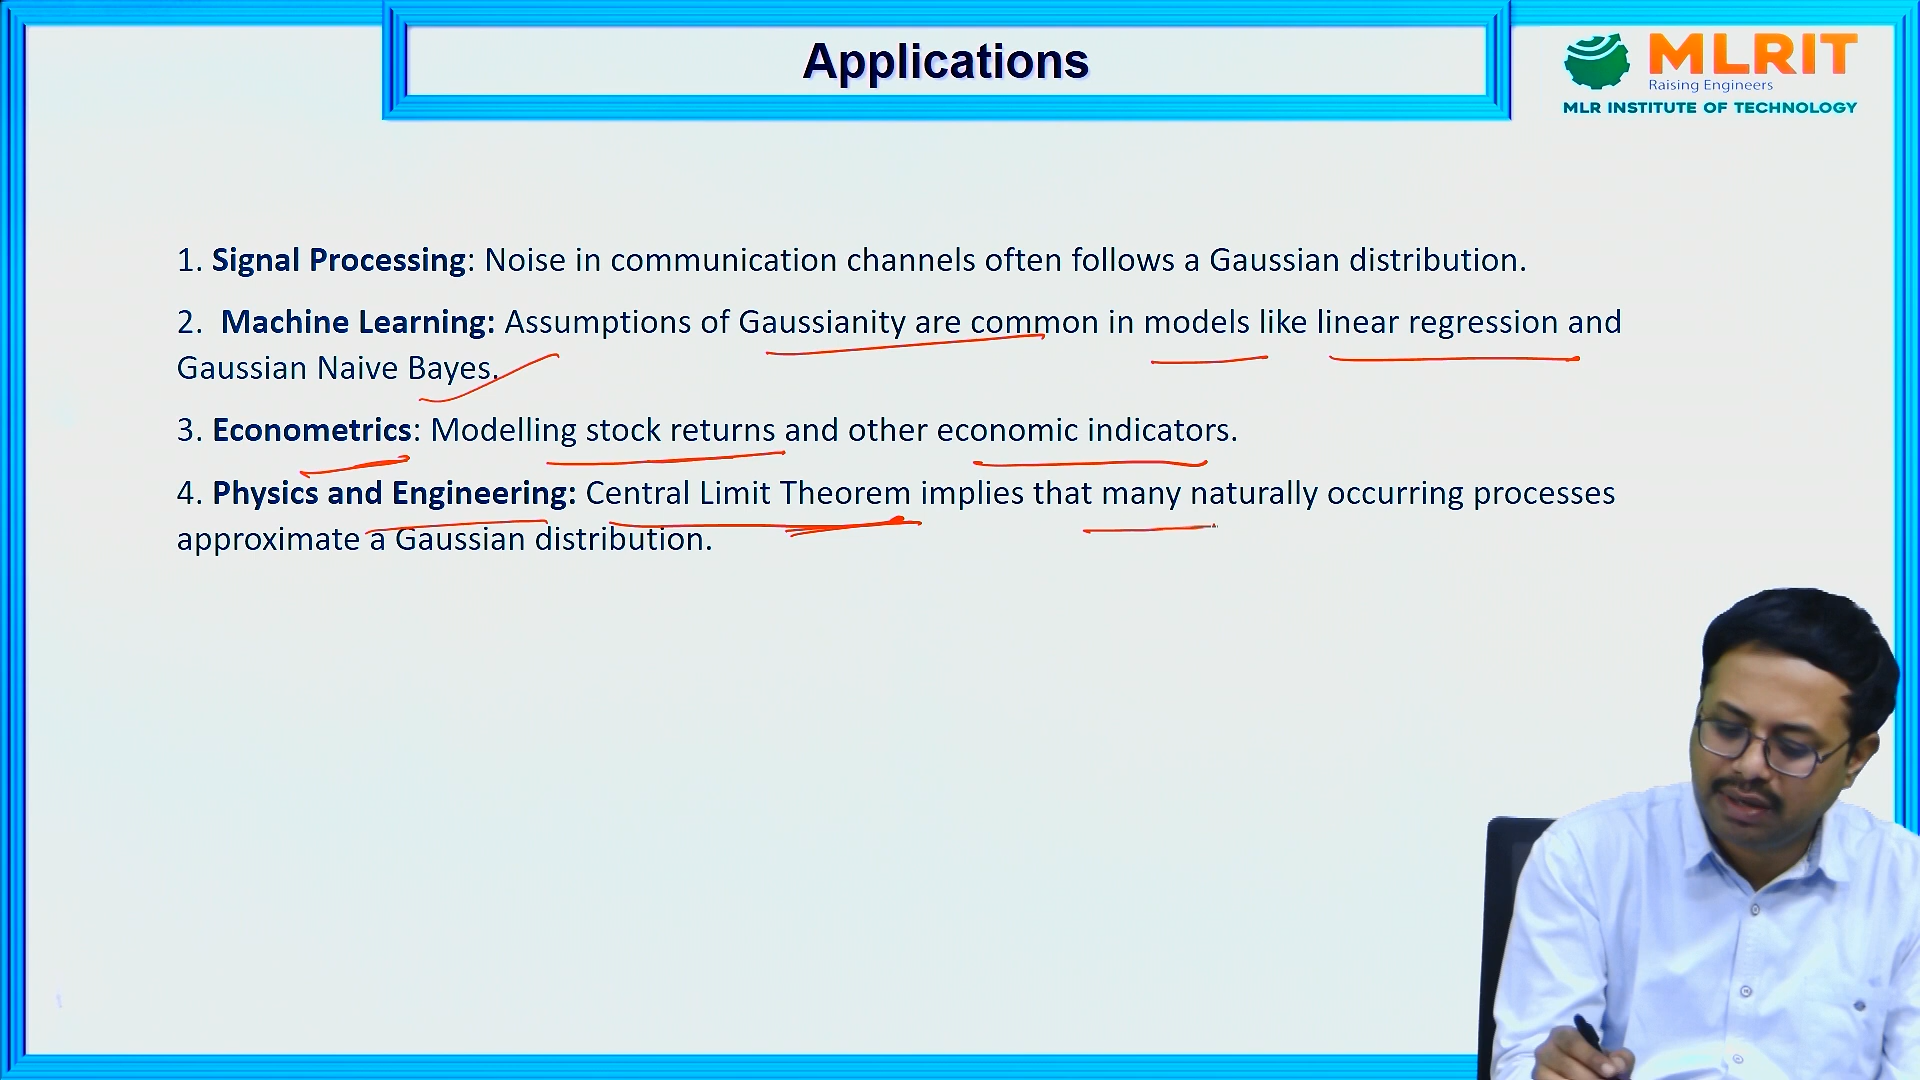 Applications
MLRIT
Raising Engineers
MLR INSTITUTE OF TECHNOLOGY
1. Signal Processing: Noise in communication channels often follows a Gaussian distribution.
2. Machine Learning: Assumptions of Gaussianity are common in models like linear regression and
Gaussian Naive Bayes.
3. Econometrics: Modelling stock returns and other economic indicators.
4. Physics and Engineering: Central Limit Theorem implies that many naturally occurring processes
approximate a Gaussian distribution.